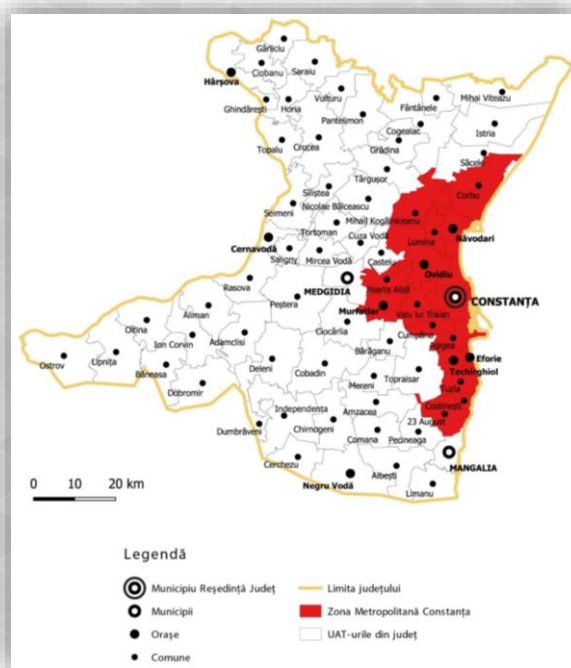 Gârliciu
Ciobanu
Saraiu
Hârșova
Ghindărești
Horia
Vulturu
Pantelimon
Fântânele
Mihai Viteazu
Cogealac
Istria
Topalu
Crucea
Grădina
Săcele
Târgușor
Corbu
Siliștea
Nicolae Bălcescu
Seimeni
Mihail Kogălniceanu
Tortoman
Cuza Vodă
Lumina
Năvodari
Cernavodă
Saligny
Mircea Vodă
Castelu
Ovidiu
Rasova
MEDGIDIA
Poarta Albă
Peștera
Murfatlar
Valu lui Traian
CONSTANȚA
Oltina
Aliman
Ciocârlia
Cumpăna
Ion Corvin
Adamclisi
Bărăganu
Agigea
Ostrov
Lipnița
Eforie
Băneasa
Deleni
Cobadin
Topraisar
Techirghiol
Dobromir
Mereni
Tuzla
Independența
Amzacea
Costinești
Dumbrăveni
Chirnogeni
23 August
Comana
Pecineaga
Cerchezu
MANGALIA
Negru Vodă
Albești
Limanu
0 10 20 km
Legendă
Municipiu Reședință Județ
Limita județului
Municipii
Zona Metropolitană Constanța
Orașe
UAT-urile din județ
Comune